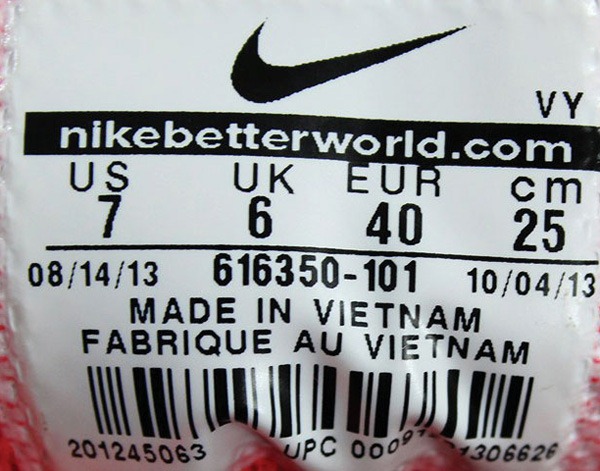 VY
nikebetterworld.com
US UK EUR cm
7 6 40 25
08/14/13 616350-101 10/04/13
MADE IN VIETNAM
FABRIQUE AU VIETNAM
201245063 UPC